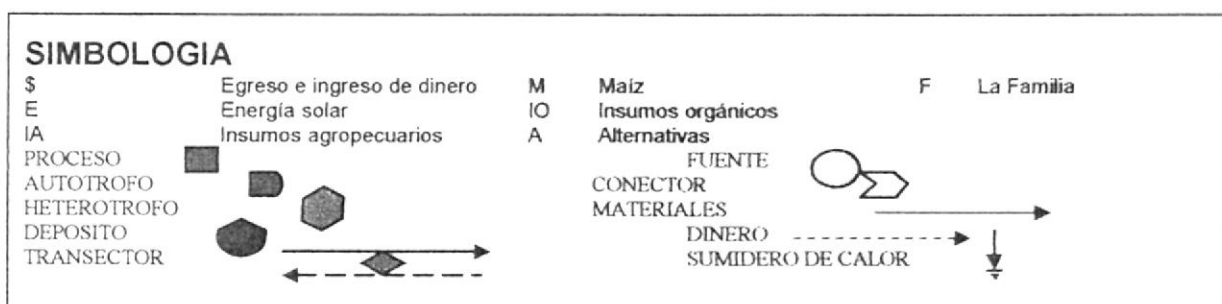 SIMBOLOGIA
$ Egreso e ingreso de dinero M Maíz F La Familia
E Energía solar IO Insumos orgánicos
IA Insumos agropecuarios A Alternativas
PROCESO FUENTE
AUTOTROFO CONECTOR
HETEROTROFO MATERIALES
DEPOSITO DINERO
TRANSECTOR SUMIDERO DE CALOR